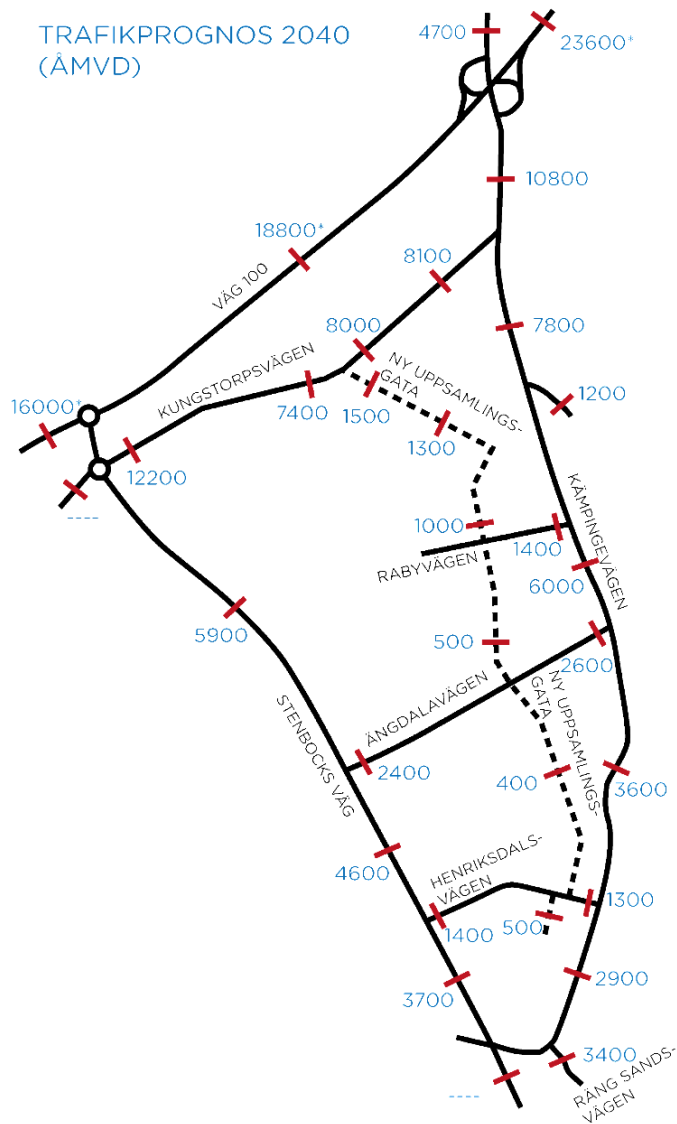 TRAFIKPROGNOS 2040
(ÅMVD)
4700
23600*
10800
18800*
8100
VÄG 100
8000
7800
KUNGSTORPSVÄGEN
NY UPPSAMLINGS-
GATA
16000*
7400
1500
1300
1200
12200
----
1000
1400
KÄMPINGEVÄGEN
RABYVÄGEN
6000
5900
500
2600
ÄNGDALAVÄGEN
NY UPPSAMLINGS-
GATA
STENBOCKS VÄG
2400
400
3600
4600
HENRIKSDALS-
VÄGEN
1300
1400
500
3700
2900
3400
RÄNG SANDS-
VÄGEN
----